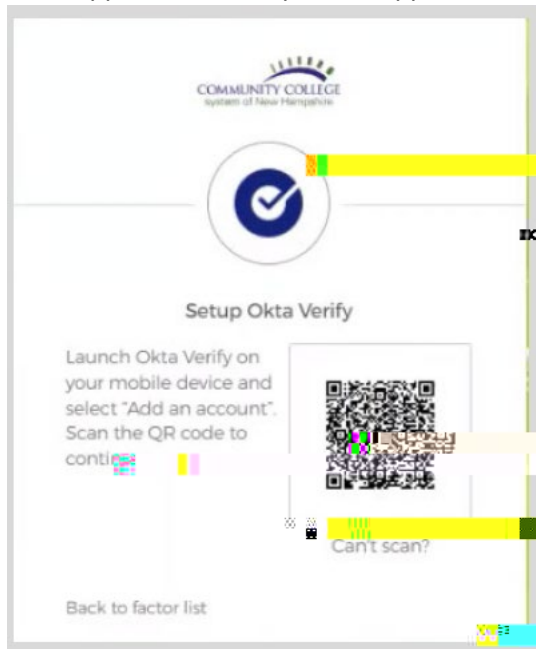 COMMUNITY COLLEGE
system of New Hampshire
Setup Okta Verify
Launch Okta Verify on
your mobile device and
select "Add an account".
Scan the QR code to
Can't scan?
Back to factor list